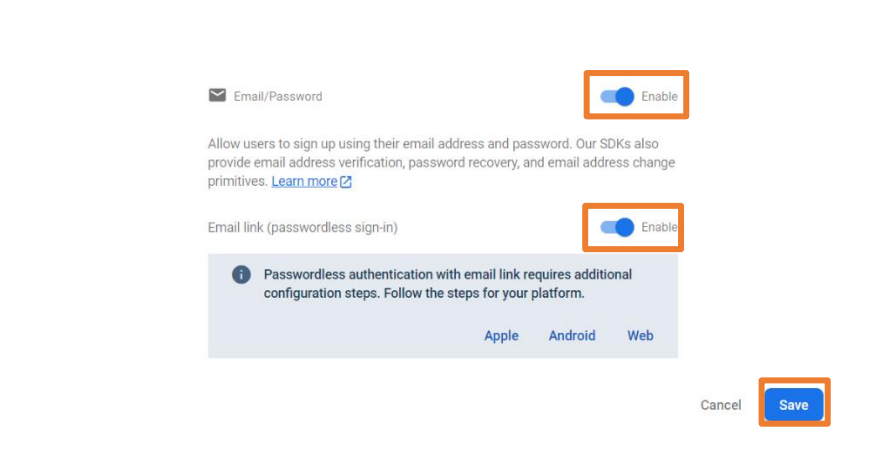 Email/Password
Enable
Allow users to sign up using their email address and password. Our SDKs also
provide email address verification, password recovery, and email address change
primitives. Learn more
Email link (passwordless sign-in)
Enable
Passwordless authentication with email link requires additional
configuration steps. Follow the steps for your platform.
Apple Android Web
Cancel Save